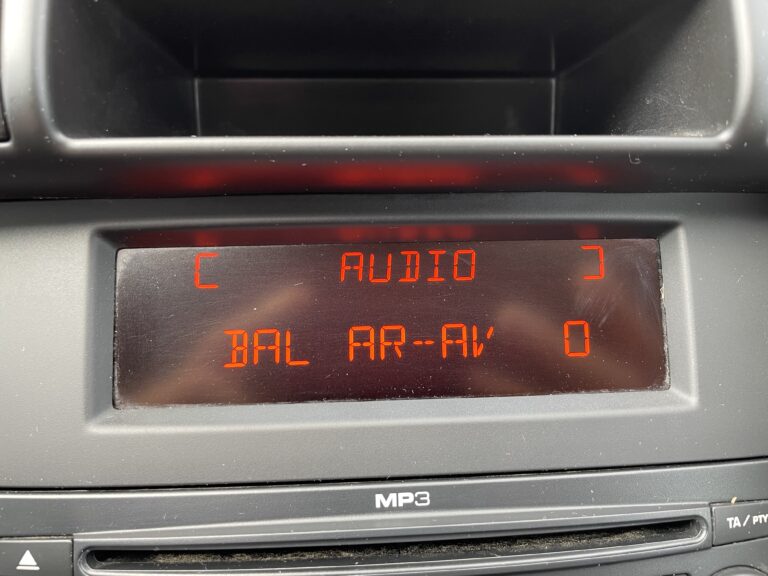 [ AUDIO ]
BAL AR--AV 0
MP3
TA / PTY